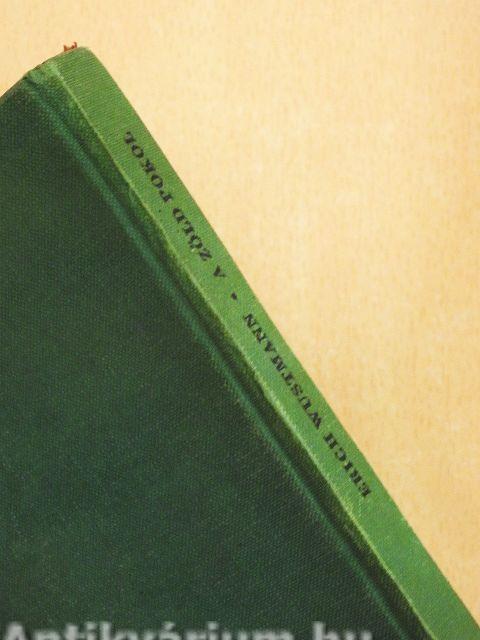 ERICH WUSTMANN • A ZÖLD POKOL
Antikvárium.hu